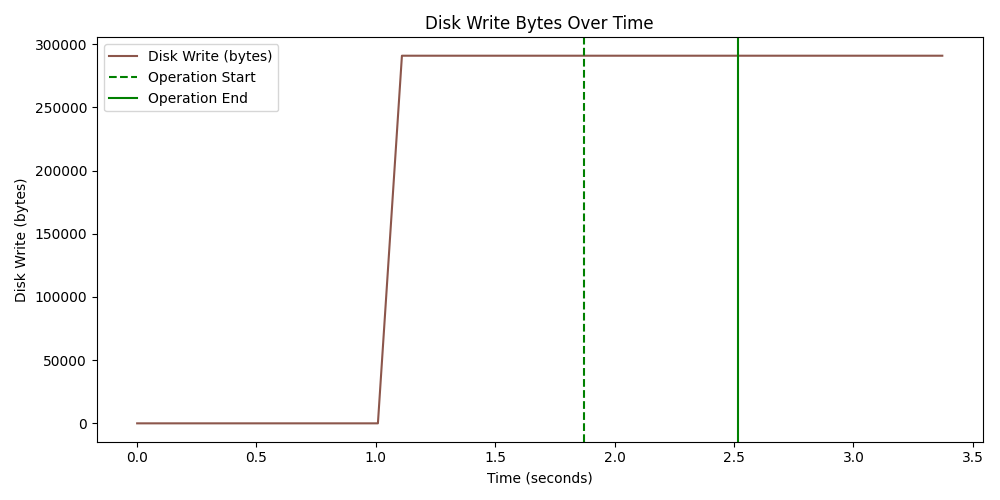 Disk Write Bytes Over Time
Disk Write (bytes)
Operation Start
Operation End
300000
250000
200000
150000
100000
50000
0
Disk Write (bytes)
0.0 0.5 1.0 1.5 2.0 2.5 3.0 3.5
Time (seconds)